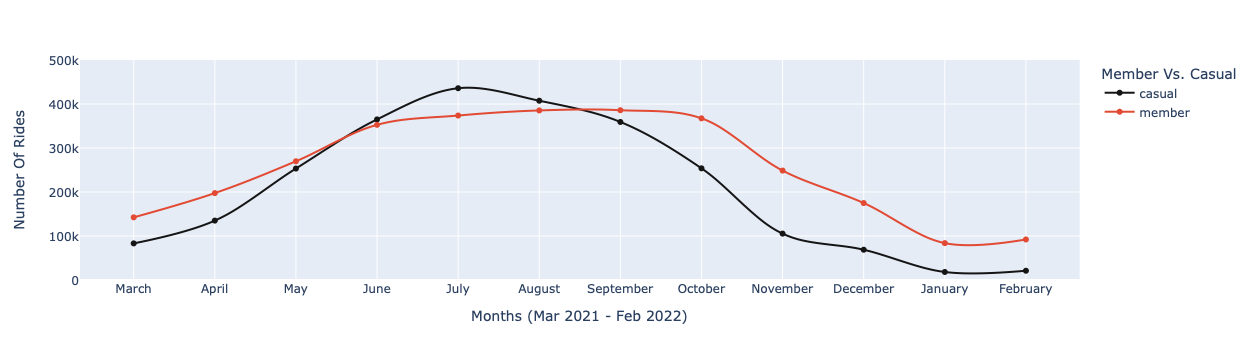 500k
400k
300k
200k
100k
0
Number Of Rides
March April May June July August September October November December January February
Months (Mar 2021 - Feb 2022)
Member Vs. Casual
casual
member